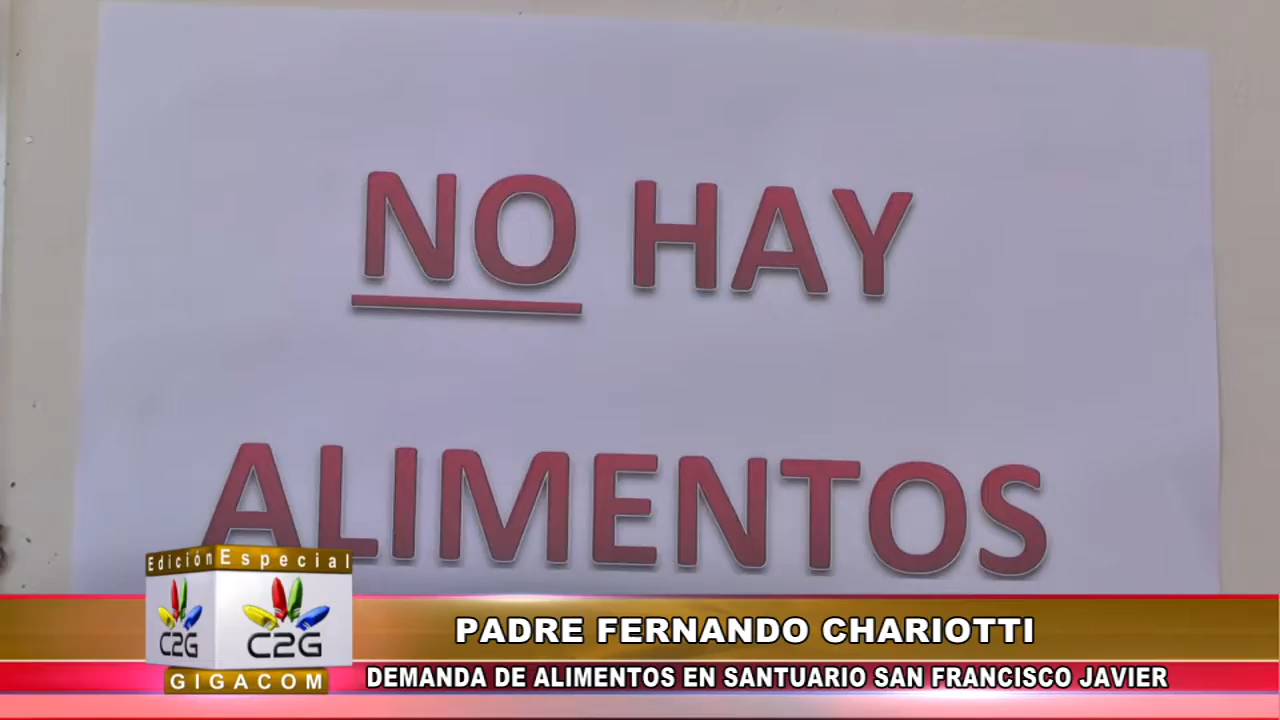 NO HAY
ALIMENTOS
Edición Especial
C2G C2G
GIGACOM
PADRE FERNANDO CHARIOTTI
DEMANDA DE ALIMENTOS EN SANTUARIO SAN FRANCISCO JAVIER